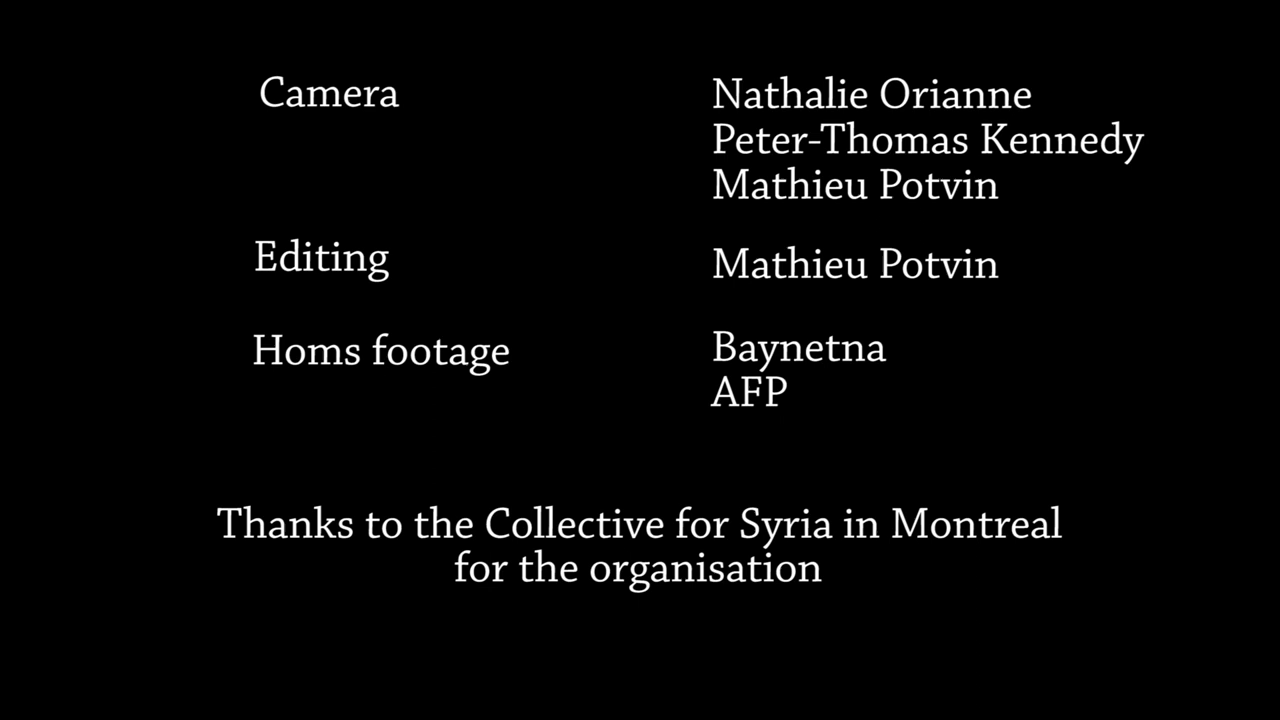 Camera Nathalie Orianne
Peter-Thomas Kennedy
Mathieu Potvin
Editing Mathieu Potvin
Homs footage Baynetna
AFP
Thanks to the Collective for Syria in Montreal
for the organisation